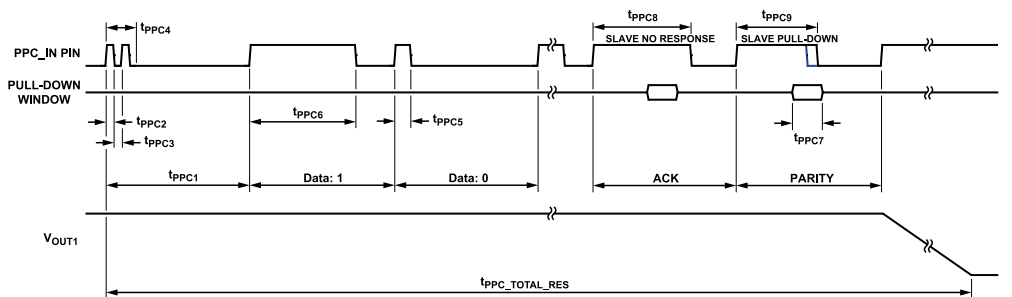 tPPC4
tPPC8
tPPC9
PPC_IN PIN
SLAVE NO RESPONSE
SLAVE PULL-DOWN
PULL-DOWN
WINDOW
tPPC2
tPPC6
tPPC5
tPPC3
tPPC7
tPPC1
Data: 1
Data: 0
ACK
PARITY
VOUT1
tPPC_TOTAL_RES